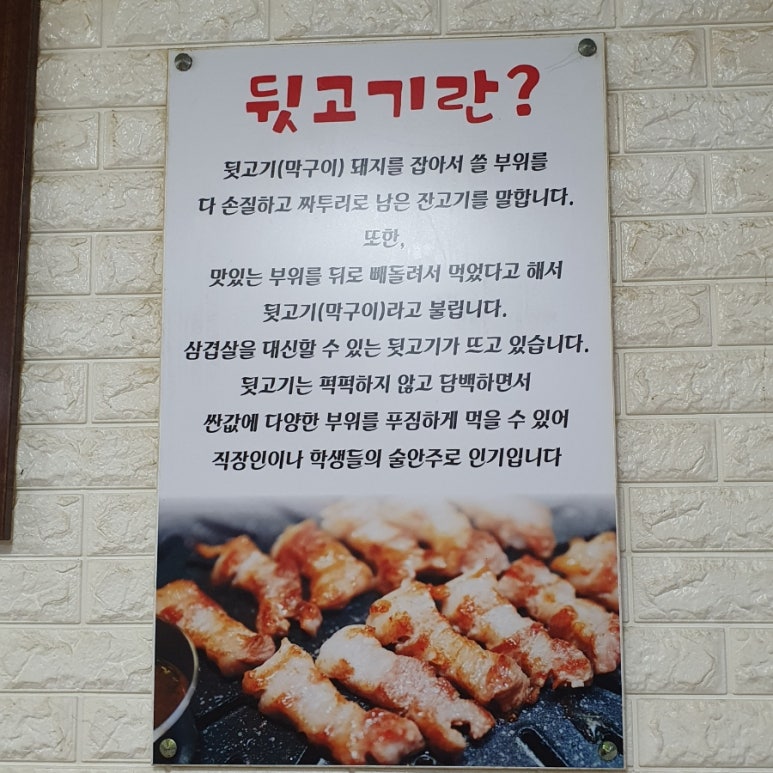 뒷고기란?
뒷고기(막구이) 돼지를 잡아서 쓸 부위를
다 손질하고 짜투리로 남은 잔고기를 말합니다.
또한,
맛있는 부위를 뒤로 빼돌려서 먹었다고 해서
뒷고기(막구이)라고 불립니다.
삼겹살을 대신할 수 있는 뒷고기가 뜨고 있습니다.
뒷고기는 퍽퍽하지 않고 담백하면서
싼값에 다양한 부위를 푸짐하게 먹을 수 있어
직장인이나 학생들의 술안주로 인기입니다